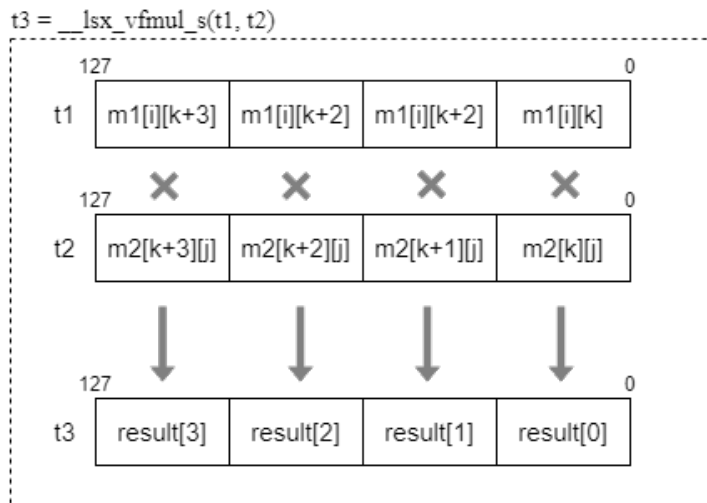 t3 = __lsx_vfmul_s(t1, t2)
127 0
t1 m1[i][k+3] m1[i][k+2] m1[i][k+2] m1[i][k]
127 0
t2 m2[k+3][j] m2[k+2][j] m2[k+1][j] m2[k][j]
127 0
t3 result[3] result[2] result[1] result[0]